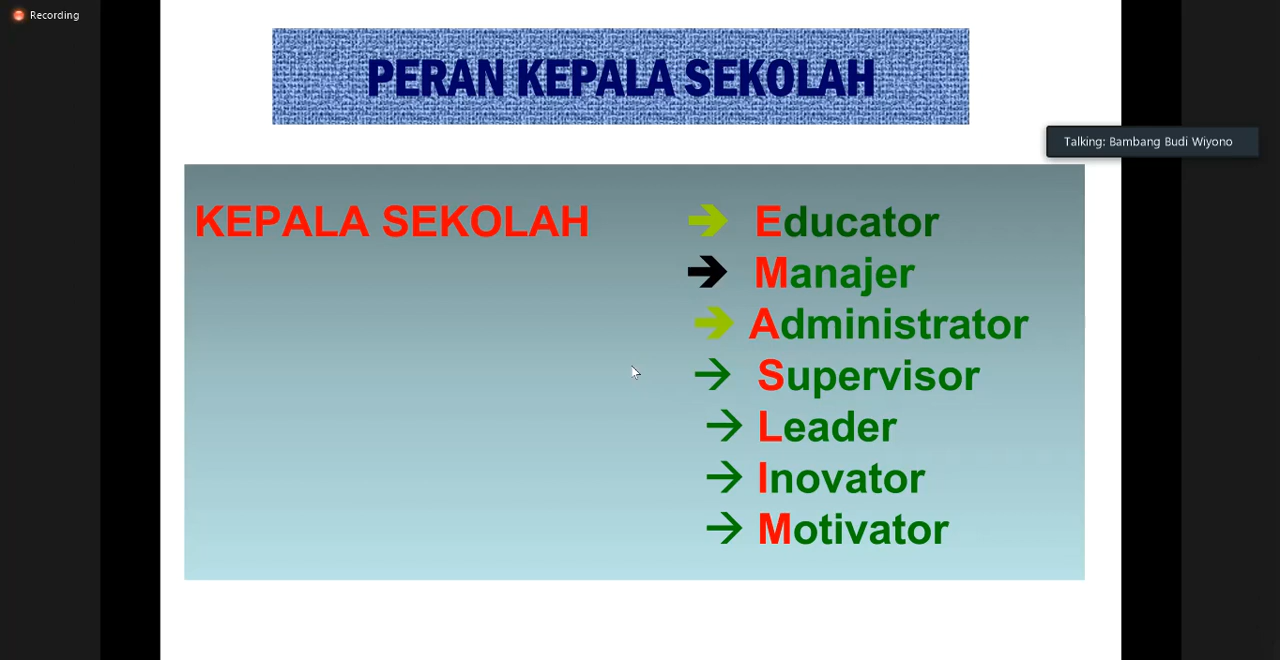 Recording
PERAN KEPALA SEKOLAH
Talking: Bambang Budi Wiyono
KEPALA SEKOLAH → Educator
→ Manajer
→ Administrator
→ Supervisor
→ Leader
→ Inovator
→ Motivator